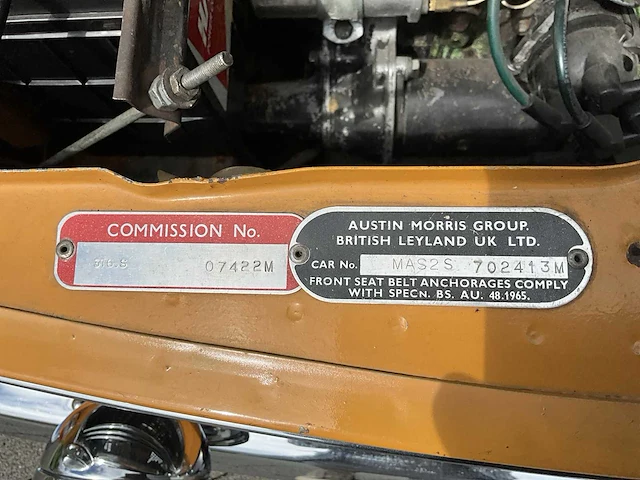 COMMISSION No.
07422M
AUSTIN MORRIS GROUP.
BRITISH LEYLAND UK LTD.
CAR No. MAS2S 702413M
FRONT SEAT BELT ANCHORAGES COMPLY
WITH SPECN. BS. AU. 48.1965.